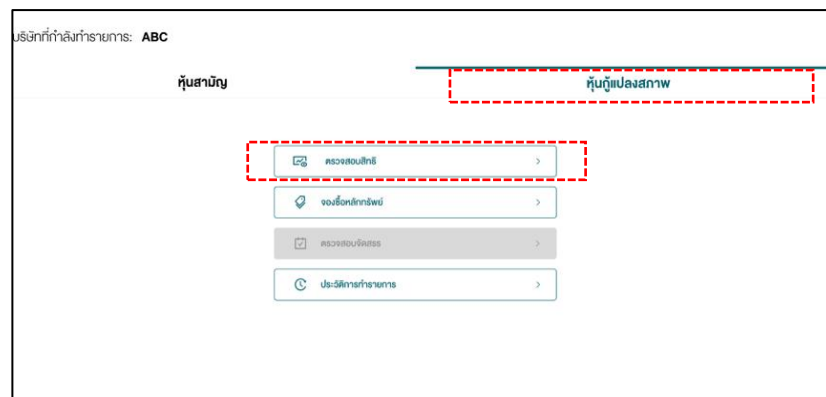 บริษัทที่กำลังทำรายการ: ABC
หุ้นสามัญ หุ้นกู้แปลงสภาพ
ตรวจสอบสิทธิ
จองซื้อหลักทรัพย์
ตรวจสอบจัดสรร
ประวัติการทำรายการ